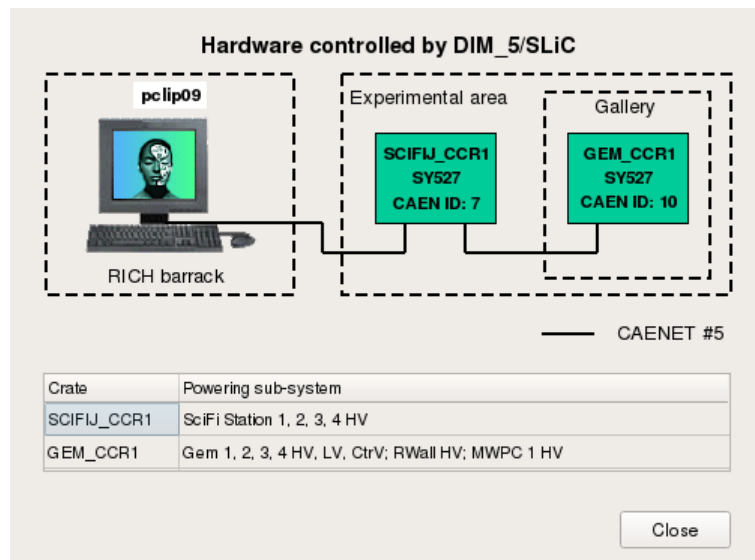 Hardware controlled by DIM_5/SLiC
pclip09
Experimental area
Gallery
SCIFIJ_CCR1
SY527
CAEN ID: 7
GEM_CCR1
SY527
CAEN ID: 10
RICH barrack
CAENET #5
Crate Powering sub-system
SCIFIJ_CCR1 SciFi Station 1, 2, 3, 4 HV
GEM_CCR1 Gem 1, 2, 3, 4 HV, LV, CtrV; RWall HV; MWPC 1 HV
Close